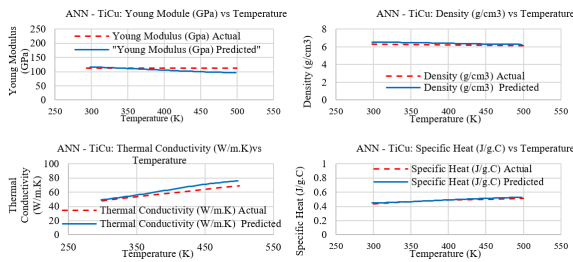 ANN - TiCu: Young Module (GPa) vs Temperature
Young Modulus
(GPa)
250
200
150
100
50
0
Young Modulus (Gpa) Actual
"Young Modulus (Gpa) Predicted"
250 300 350 400 450 500 550
Temperature (K)
ANN - TiCu: Density (g/cm3) vs Temperature
Densitty (g/cm3)
8
6
4
2
0
Density (g/cm3) Actual
Density (g/cm3) Predicted
250 300 350 400 450 500 550
Temperature (K)
ANN - TiCu: Thermal Conductivity (W/m.K)vs
Temperature
Thermal
Conductivity
(W/m.K)
100
80
60
40
20
0
Thermal Conductivity (W/m.K) Actual
Thermal Conductivity (W/m.K) Predicted
250 350 450 550
Temperature (K)
ANN - TiCu: Specific Heat (J/g.C) vs Temperature
Specific Heat (J/g.C)
1
0.8
0.6
0.4
0.2
0
Specific Heat (J/g.C) Actual
Specific Heat (J/g.C) Predicted
250 300 350 400 450 500 550
Temperature (K)